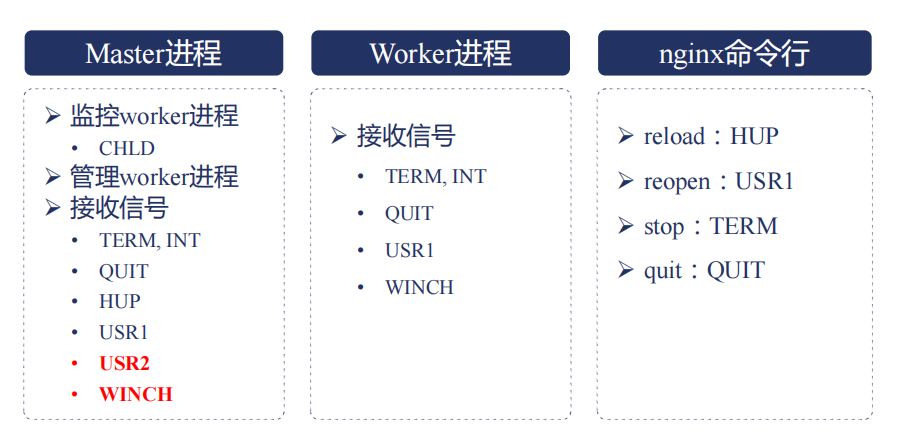 Master进程
监控worker进程
CHLD
管理worker进程
接收信号
TERM, INT
QUIT
HUP
USR1
USR2
WINCH
Worker进程
接收信号
TERM, INT
QUIT
USR1
WINCH
nginx命令行
reload：HUP
reopen：USR1
stop：TERM
quit：QUIT